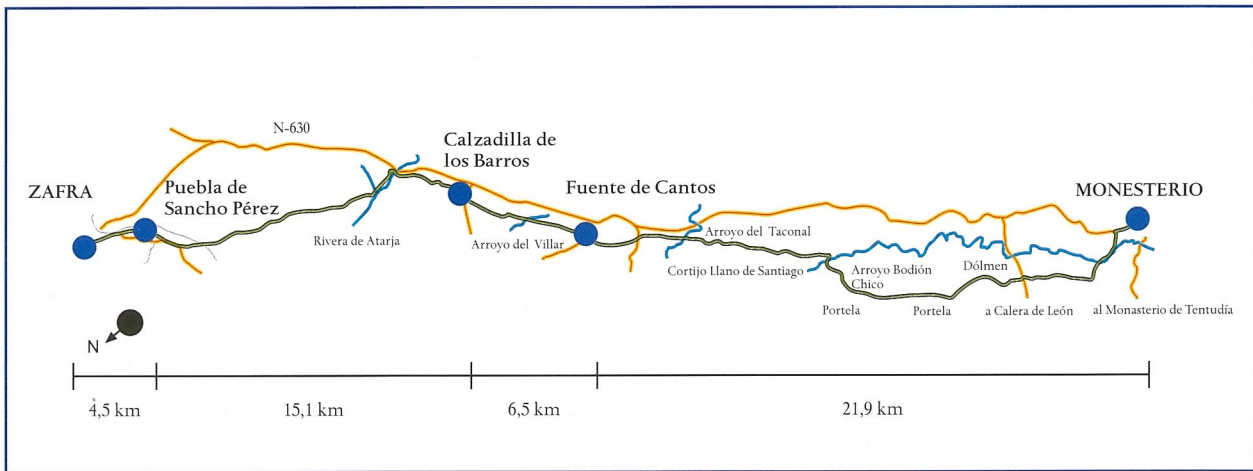 N-630
ZAFRA
Puebla de
Sancho Pérez
Calzadilla de
los Barros
Fuente de Cantos
MONESTERIO
Rivera de Atarja
Arroyo del Villar
Arroyo del Taconal
Cortijo Llano de Santiago
Arroyo Bodión
Chico
Dólmen
Portela
Portela
a Calera de León
al Monasterio de Tentudía
N
4,5 km
15,1 km
6,5 km
21,9 km